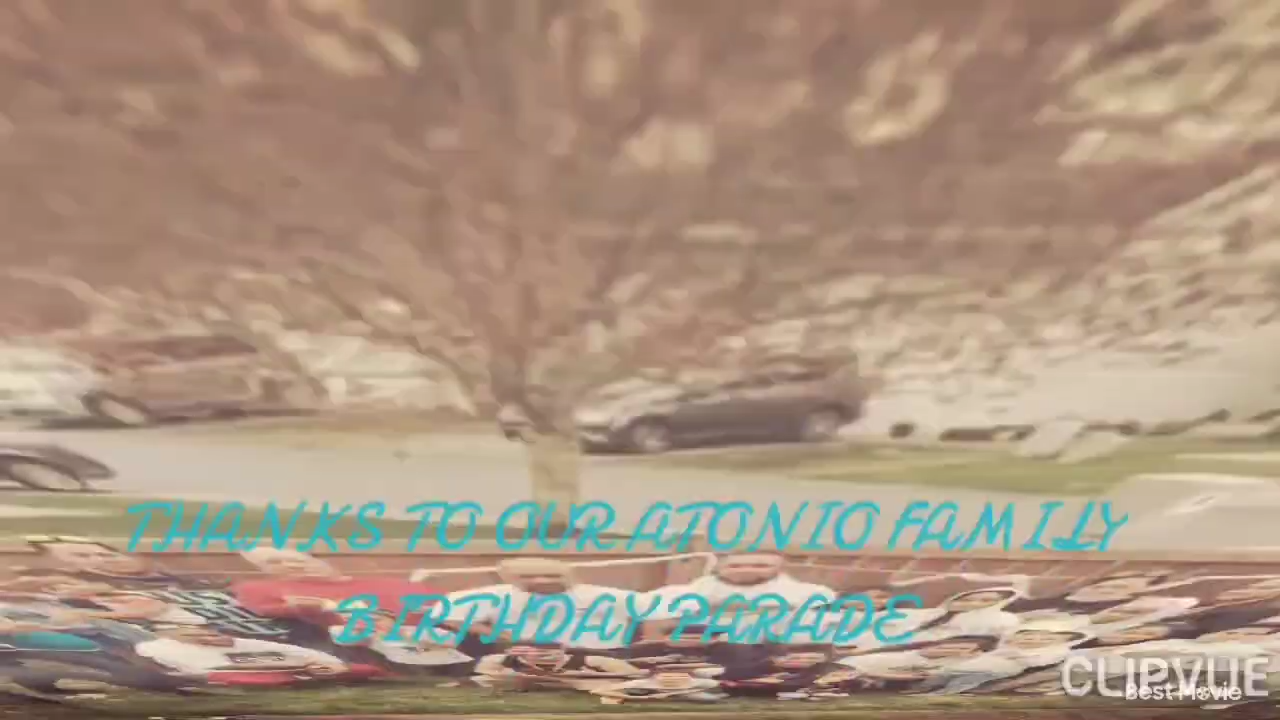 THANKS TO OUR ATONIO FAMILY
BIRTHDAY PARADE
CLIPVUE
Best Movie